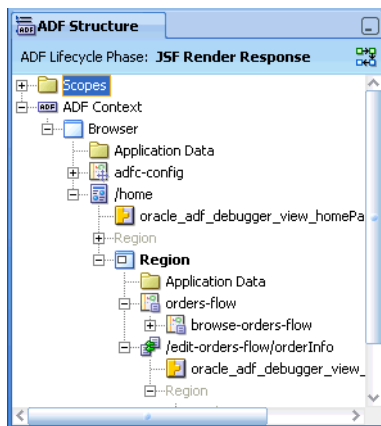 ADF Structure
ADF Lifecycle Phase: JSF Render Response
Scopes
ADF Context
Browser
Application Data
adfc-config
/home
oracle_adf_debugger_view_homePa
Region
Region
Application Data
orders-flow
browse-orders-flow
/edit-orders-flow/orderInfo
oracle_adf_debugger_view_
Region